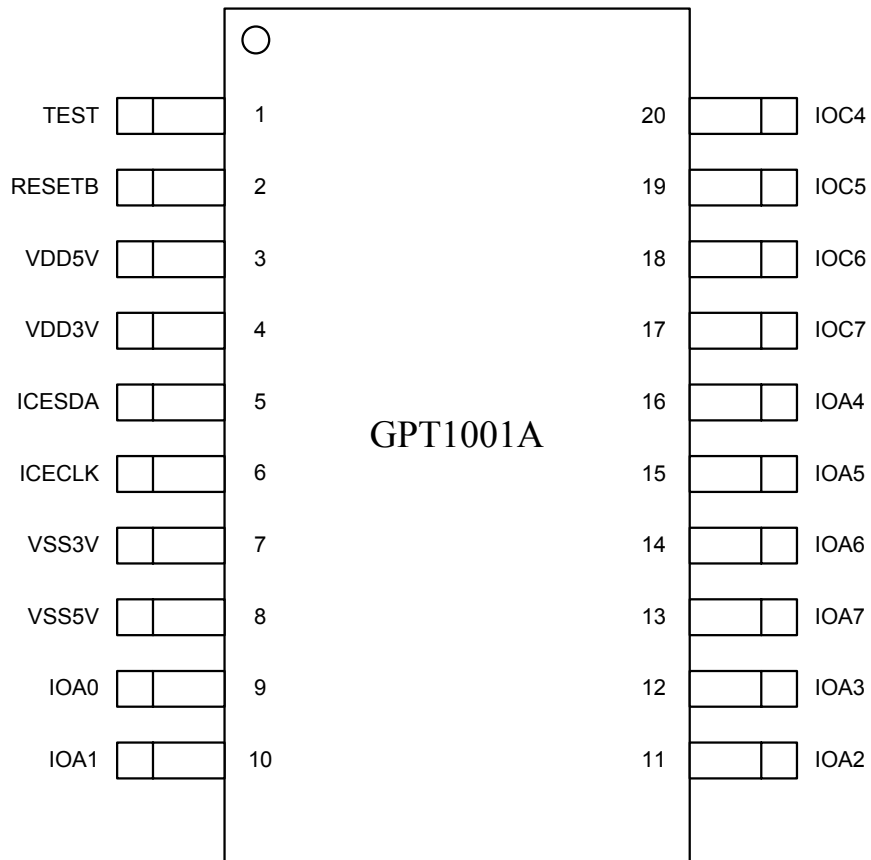 TEST 1 20 IOC4
RESETB 2 19 IOC5
VDD5V 3 18 IOC6
VDD3V 4 17 IOC7
ICESDA 5 16 IOA4
GPT1001A
ICECLK 6 15 IOA5
VSS3V 7 14 IOA6
VSS5V 8 13 IOA7
IOA0 9 12 IOA3
IOA1 10 11 IOA2